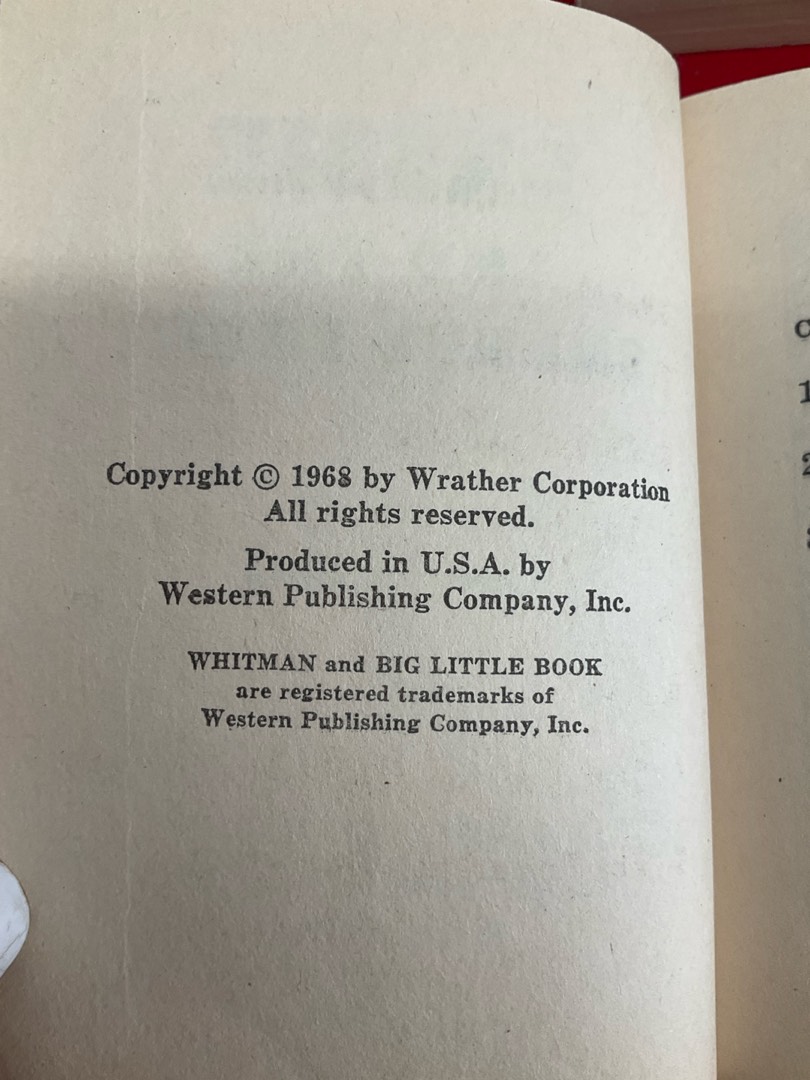 Copyright © 1968 by Wrather Corporation
All rights reserved.
Produced in U.S.A. by
Western Publishing Company, Inc.
WHITMAN and BIG LITTLE BOOK
are registered trademarks of
Western Publishing Company, Inc.